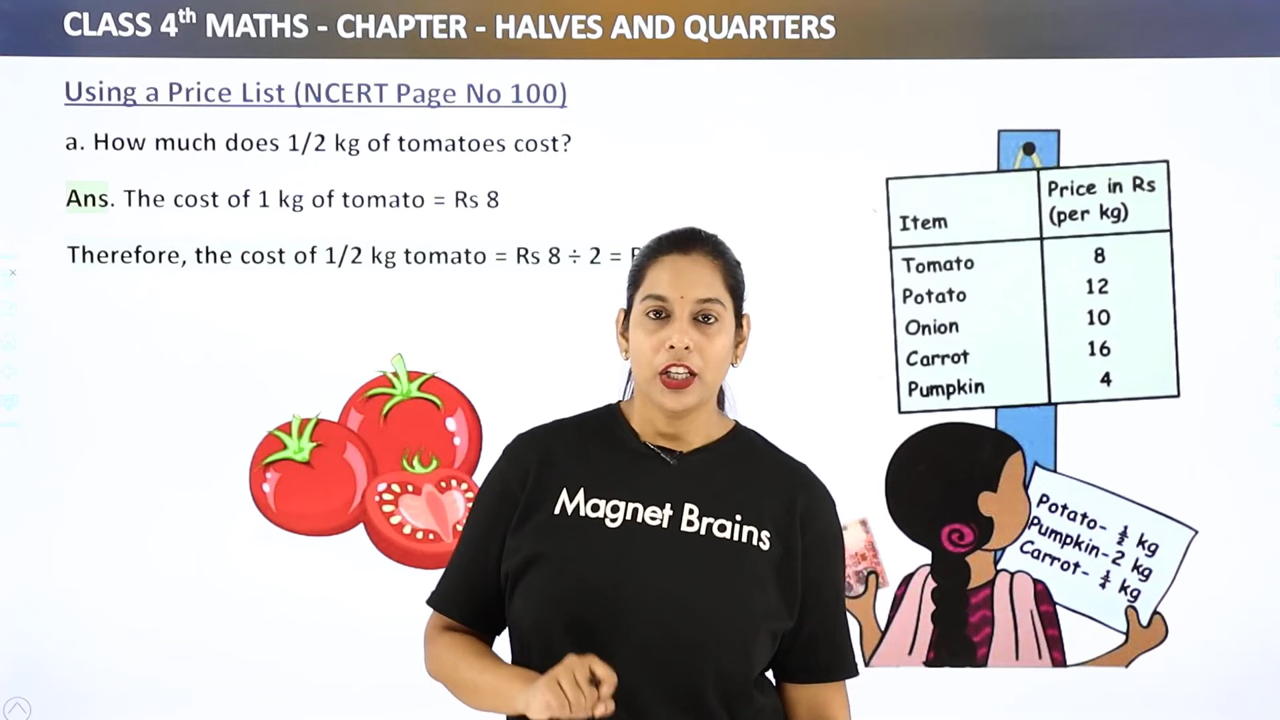 CLASS 4th MATHS - CHAPTER - HALVES AND QUARTERS
Using a Price List (NCERT Page No 100)
a. How much does 1/2 kg of tomatoes cost?
Ans. The cost of 1 kg of tomato = Rs 8
Therefore, the cost of 1/2 kg tomato = Rs 8 ÷ 2 =
Item Price in Rs (per kg)
Tomato 8
Potato 12
Onion 10
Carrot 16
Pumpkin 4
Potato- ½ kg
Pumpkin-2 kg
Carrot- ¼ kg
Magnet Brains